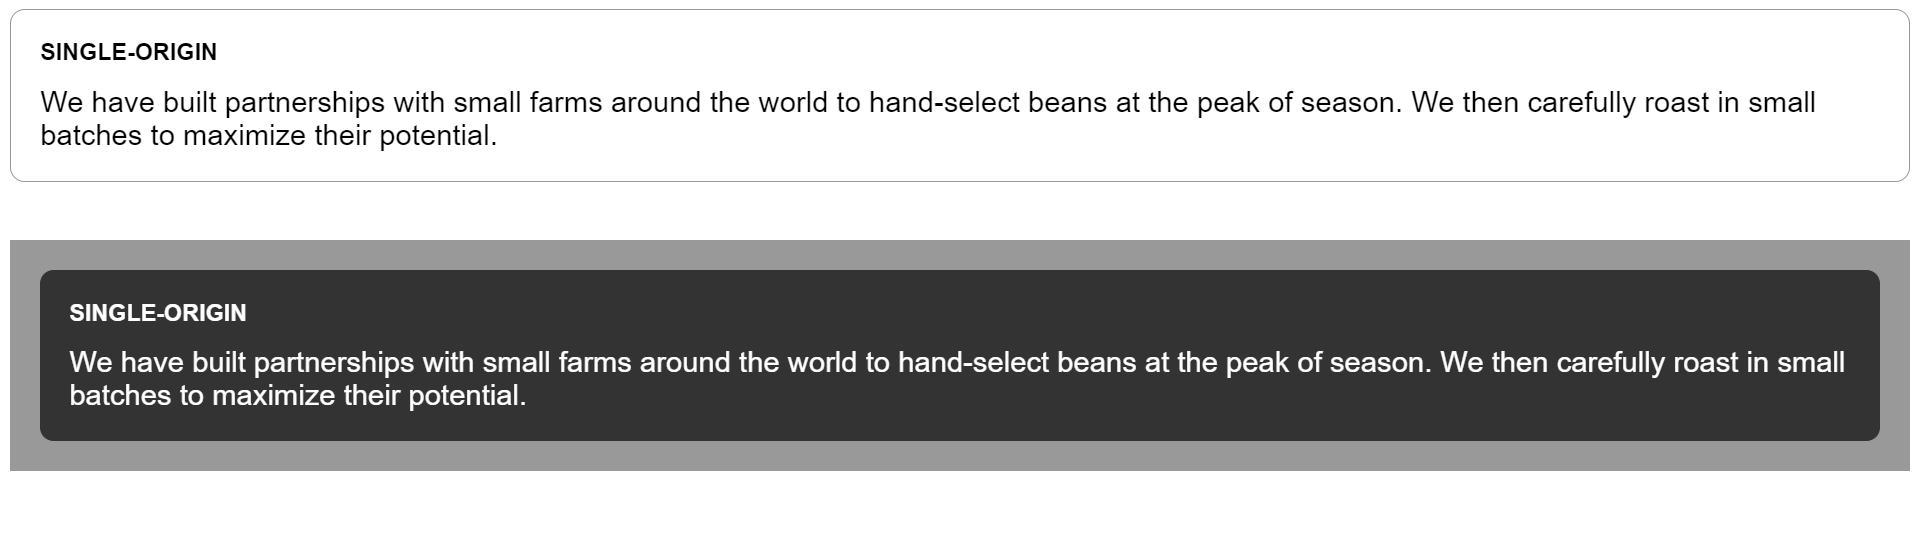 SINGLE-ORIGIN
We have built partnerships with small farms around the world to hand-select beans at the peak of season. We then carefully roast in small
batches to maximize their potential.
SINGLE-ORIGIN
We have built partnerships with small farms around the world to hand-select beans at the peak of season. We then carefully roast in small
batches to maximize their potential.